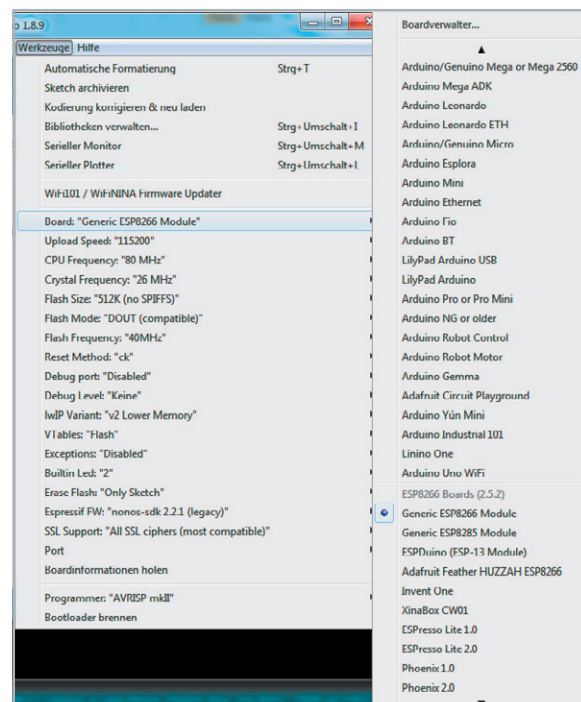 o 1.8.9
Werkzeuge Hilfe
Automatische Formatierung Strg+T
Sketch archivieren
Kodierung korrigieren & neu laden
Bibliotheken verwalten... Strg+Umschalt+I
Serieller Monitor Strg+Umschalt+M
Serieller Plotter Strg+Umschalt+L
WiFi101 / WiFiNINA Firmware Updater
Board: "Generic ESP8266 Module"
Upload Speed: "115200"
CPU Frequency: "80 MHz"
Crystal Frequency: "26 MHz"
Flash Size: "512K (no SPIFFS)"
Flash Mode: "DOUT (compatible)"
Flash Frequency: "40MHz"
Reset Method: "ck"
Debug port: "Disabled"
Debug Level: "Keine"
lwIP Variant: "v2 Lower Memory"
VTables: "Flash"
Exceptions: "Disabled"
Builtin Led: "2"
Erase Flash: "Only Sketch"
Espressif FW: "nonos-sdk 2.2.1 (legacy)"
SSL Support: "All SSL ciphers (most compatible)"
Port
Boardinformationen holen
Programmer: "AVRISP mkII"
Bootloader brennen
Boardverwalter...
Arduino/Genuino Mega or Mega 2560
Arduino Mega ADK
Arduino Leonardo
Arduino Leonardo ETH
Arduino/Genuino Micro
Arduino Esplora
Arduino Mini
Arduino Ethernet
Arduino Fio
Arduino BT
LilyPad Arduino USB
LilyPad Arduino
Arduino Pro or Pro Mini
Arduino NG or older
Arduino Robot Control
Arduino Robot Motor
Arduino Gemma
Adafruit Circuit Playground
Arduino Yún Mini
Arduino Industrial 101
Linino One
Arduino Uno WiFi
ESP8266 Boards (2.5.2)
Generic ESP8266 Module
Generic ESP8285 Module
ESPDuino (ESP-13 Module)
Adafruit Feather HUZZAH ESP8266
Invent One
XinaBox CW01
ESPresso Lite 1.0
ESPresso Lite 2.0
Phoenix 1.0
Phoenix 2.0